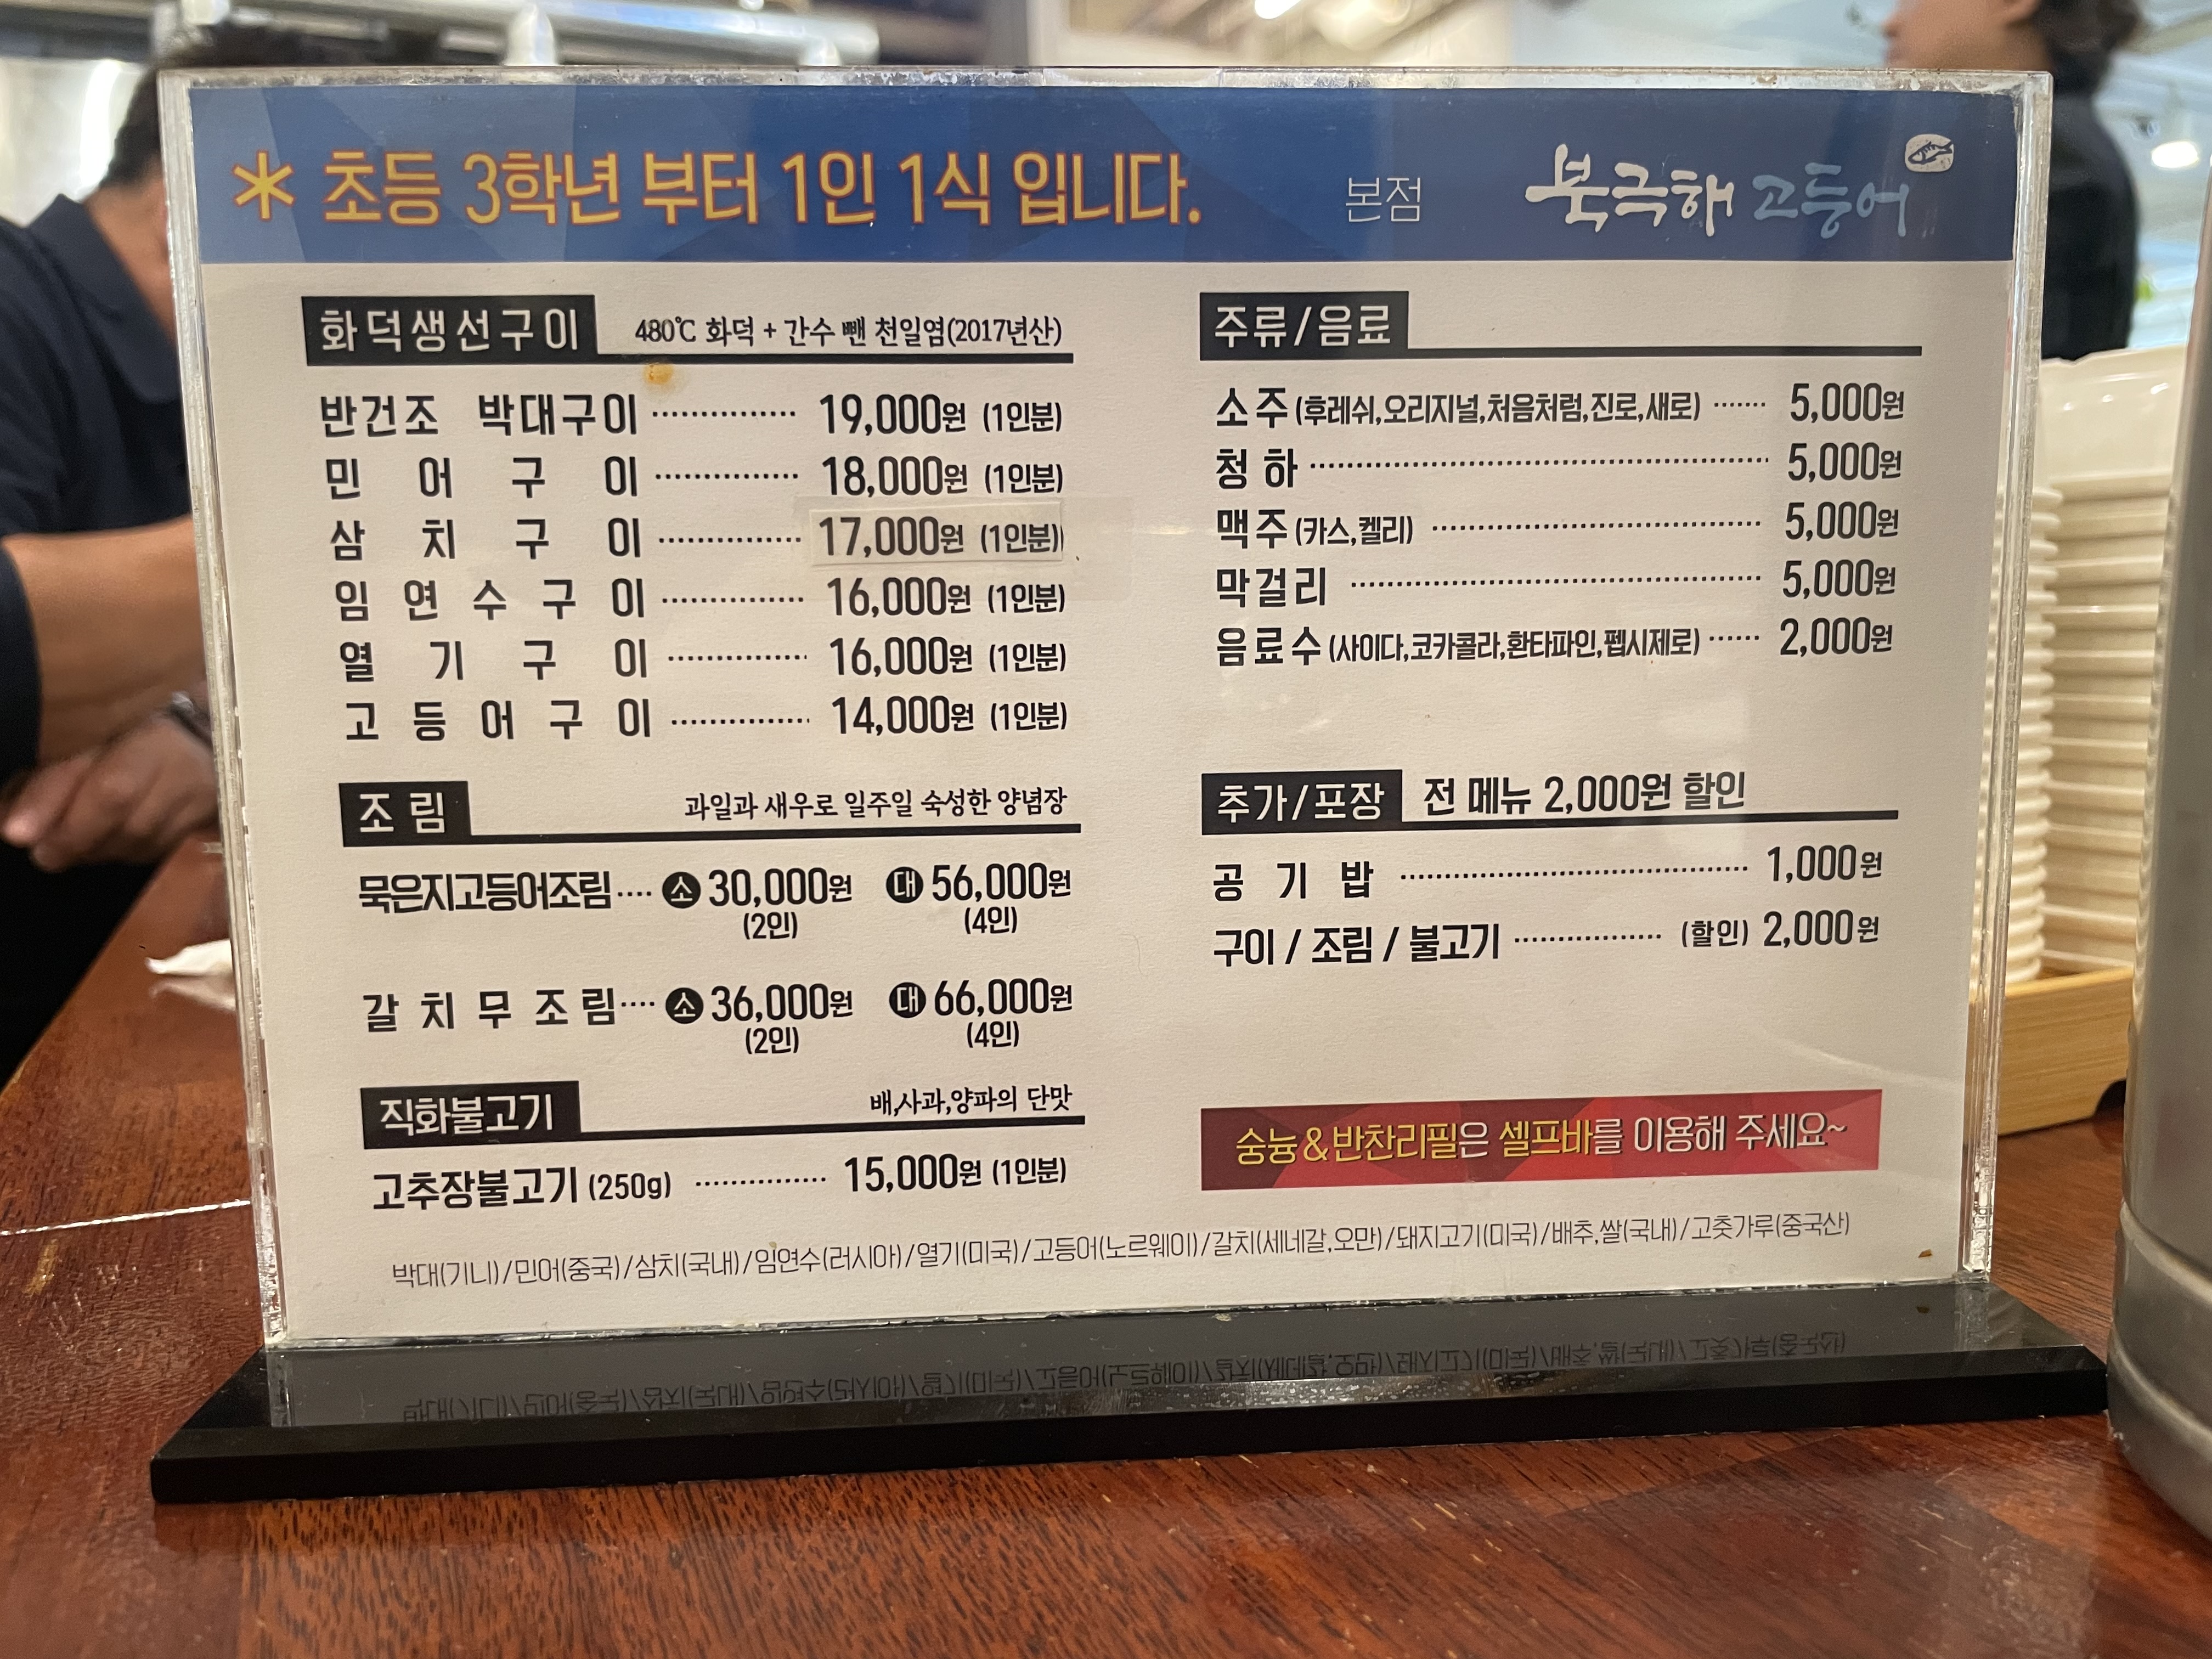 * 초등 3학년 부터 1인 1식 입니다.
본점
북극해 고등어
화덕생선구이 480℃ 화덕 + 간수 뺀 천일염(2017년산)
반건조 박대구이 ··············· 19,000원 (1인분)
민어구이 ··············· 18,000원 (1인분)
삼치구이 ··············· 17,000원 (1인분)
임연수구이 ··············· 16,000원 (1인분)
열기구이 ··············· 16,000원 (1인분)
고등어구이 ··············· 14,000원 (1인분)
조림 과일과 새우로 일주일 숙성한 양념장
묵은지고등어조림 ···· 소 30,000원 대 56,000원
(2인) (4인)
갈치무조림 ···· 소 36,000원 대 66,000원
(2인) (4인)
직화불고기 배,사과,양파의 단맛
고추장불고기 (250g) ··············· 15,000원 (1인분)
주류/음료
소주 (후레쉬,오리지널,처음처럼,진로,새로) ······· 5,000원
청하 ··············· 5,000원
맥주 (카스,켈리) ··············· 5,000원
막걸리 ··············· 5,000원
음료수 (사이다,코카콜라,환타파인,펩시제로) ······ 2,000원
추가/포장 전 메뉴 2,000원 할인
공기밥 ··············· 1,000원
구이 / 조림 / 불고기 ··············· (할인) 2,000원
숭늉&반찬리필은 셀프바를 이용해 주세요~
박대(기니)/민어(중국)/삼치(국내)/임연수(러시아)/열기(미국)/고등어(노르웨이)/갈치(세네갈,오만)/돼지고기(미국)/배추,쌀(국내)/고춧가루(중국산)